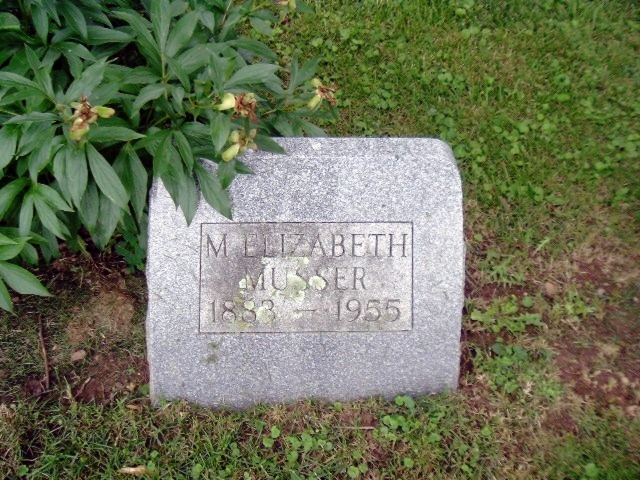 M. ELIZABETH
MUSSER
1883 — 1955